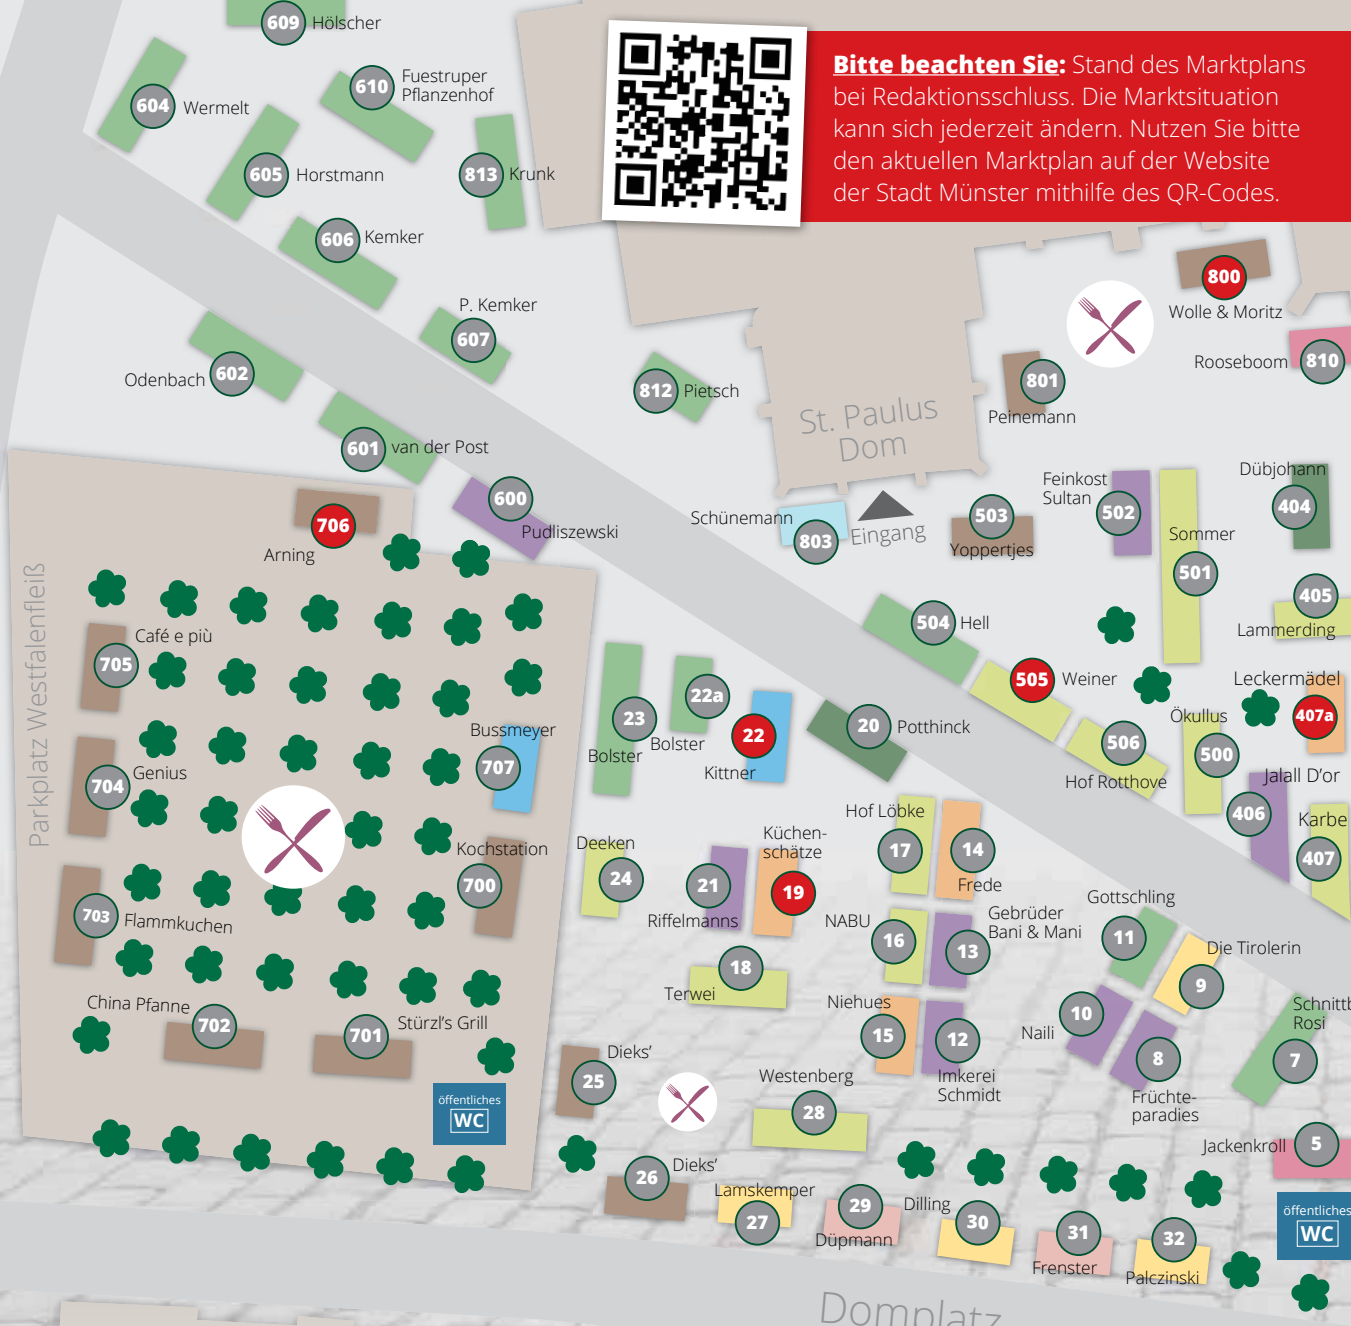 609 Hölscher
604 Wermelt
610 Fuestruper
Pflanzenhof
605 Horstmann
813 Krunk
606 Kemker
P. Kemker
607
Odenbach 602
812 Pietsch
601 van der Post
600
Pudliszewski
Bitte beachten Sie: Stand des Marktplans
bei Redaktionsschluss. Die Marktsituation
kann sich jederzeit ändern. Nutzen Sie bitte
den aktuellen Marktplan auf der Website
der Stadt Münster mithilfe des QR-Codes.
800
Wolle & Moritz
Rooseboom 810
801
Peinemann
St. Paulus
Dom
Schünemann
803
Eingang
503
Yoppertjes
Feinkost
Sultan
502
Sommer
501
Dübjohann
404
405
Lammerding
Leckermädel
407a
504 Hell
505 Weiner
506
Hof Rotthove
Ökullus
500
Jalall D’or
406
Karbe
407
706
Arning
Parkplatz Westfalenfleiß
Café e più
705
Genius
704
703 Flammkuchen
China Pfanne
702
701
Stürzl’s Grill
Bussmeyer
707
Kochstation
700
öffentliches
WC
23
Bolster
22a
Bolster
22
Kittner
20 Potthinck
Deeken
24
21
Riffelmanns
Küchen-
schätze
19
18
Terwei
Hof Löbke
17
14
Frede
NABU
16
Gebrüder
Bani & Mani
13
Niehues
15
12
Imkerei
Schmidt
Gottschling
11
Die Tirolerin
9
10
Naili
8
Früchte-
paradies
Schnittb
Rosi
7
Jackenkroll 5
öffentliches
WC
Dieks’
25
Westenberg
28
Dieks’
26
Lamskemper
27
29
Düpmann
Dilling
30
31
Frenster
32
Palczinski
Domplatz